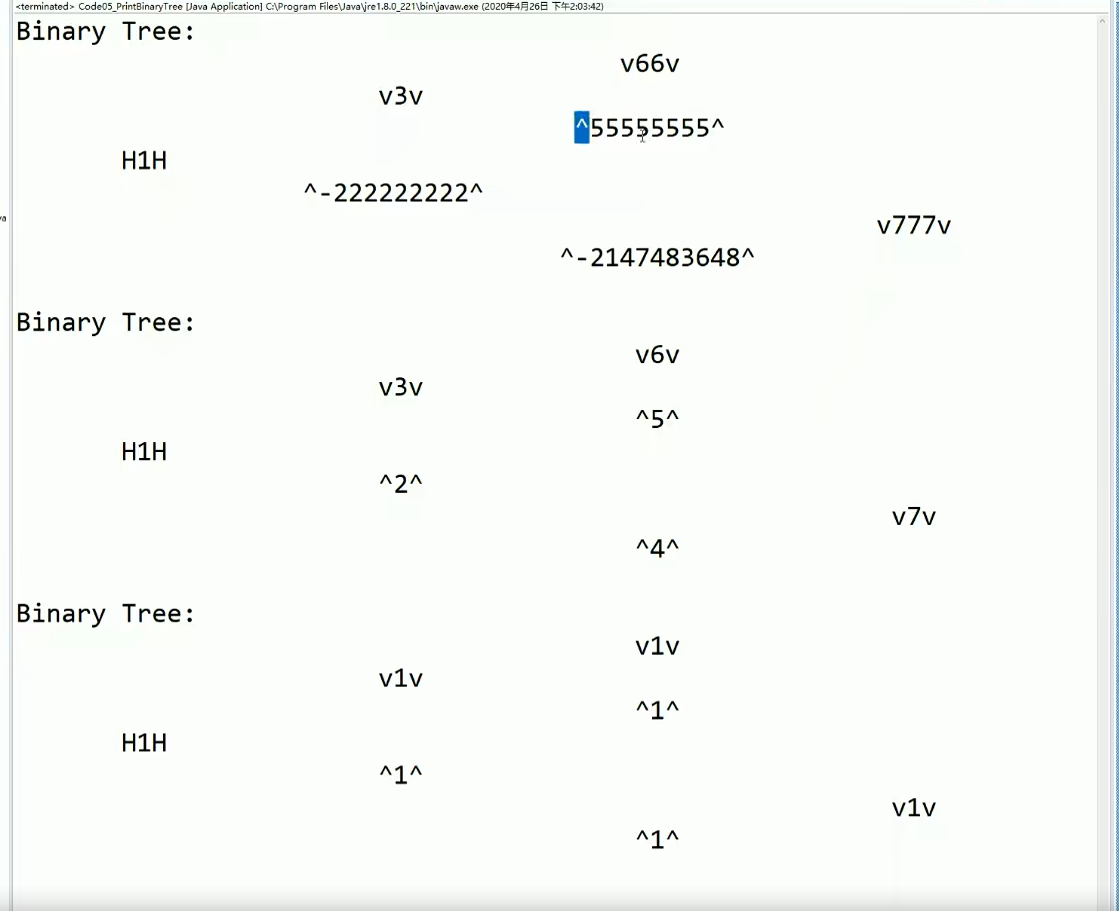 <terminated> Code05_PrintBinaryTree [Java Application] C:\Program Files\Java\jre1.8.0_221\bin\javaw.exe (2020年4月26日 下午2:03:42)
Binary Tree:
v66v
v3v
^55555555^
H1H
^-222222222^
v777v
^-2147483648^
Binary Tree:
v6v
v3v
^5^
H1H
^2^
v7v
^4^
Binary Tree:
v1v
v1v
^1^
H1H
^1^
v1v
^1^